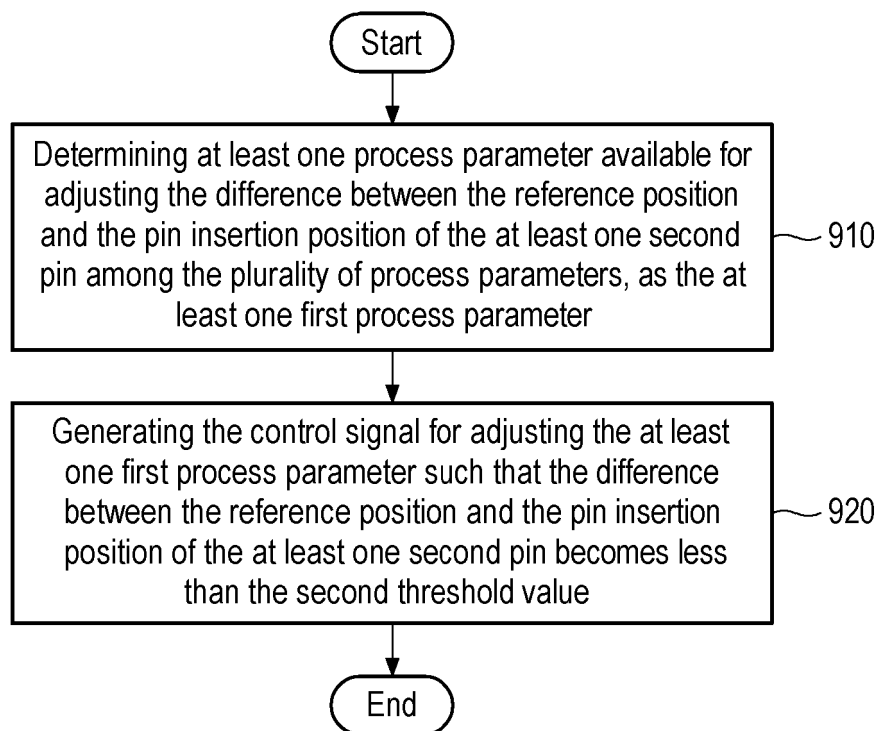 Start
Determining at least one process parameter available for
adjusting the difference between the reference position
and the pin insertion position of the at least one second
pin among the plurality of process parameters, as the at
least one first process parameter
910
Generating the control signal for adjusting the at least
one first process parameter such that the difference
between the reference position and the pin insertion
position of the at least one second pin becomes less
than the second threshold value
920
End